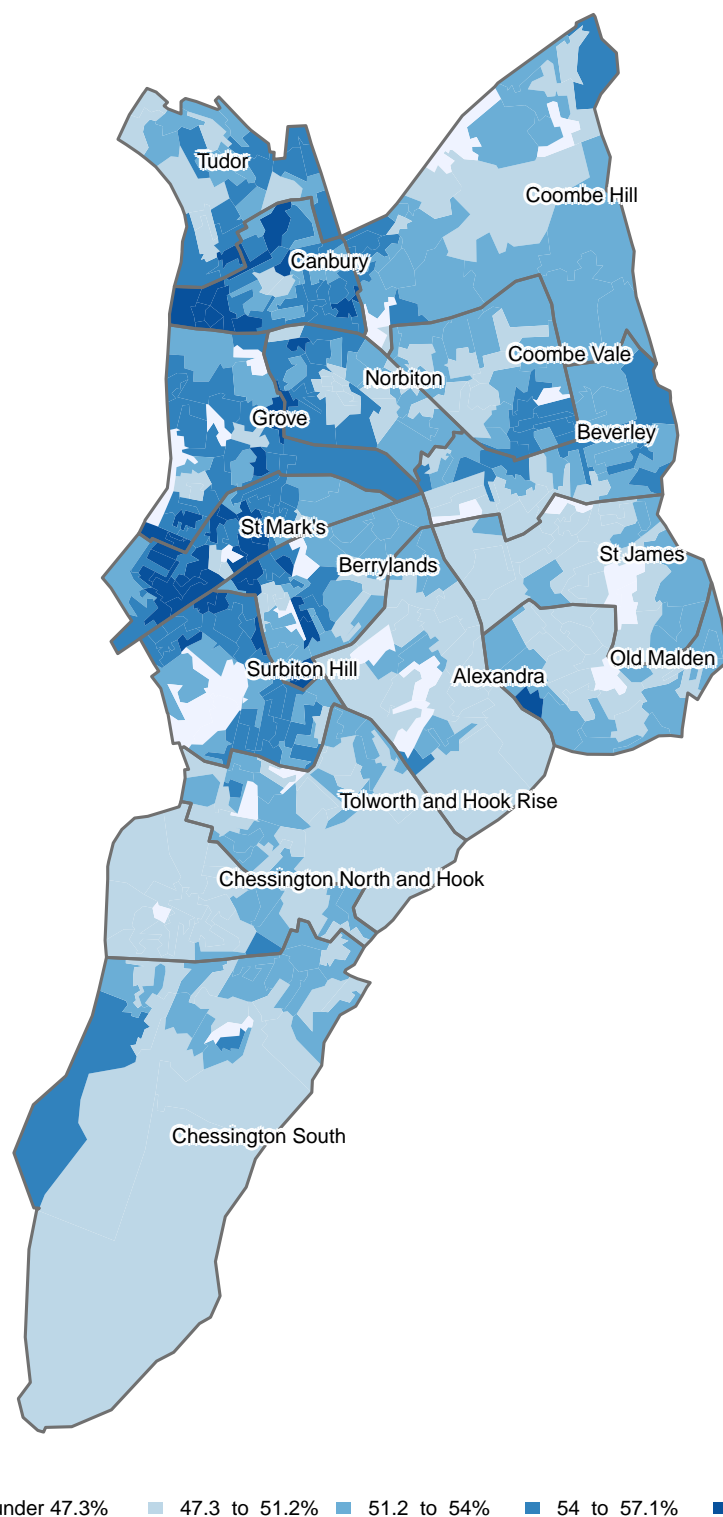 Tudor
Coombe Hill
Canbury
Coombe Vale
Norbiton
Grove
Beverley
St Mark's
St James
Berrylands
Old Malden
Surbiton Hill
Alexandra
Tolworth and Hook Rise
Chessington North and Hook
Chessington South
under 47.3% 47.3 to 51.2% 51.2 to 54% 54 to 57.1%